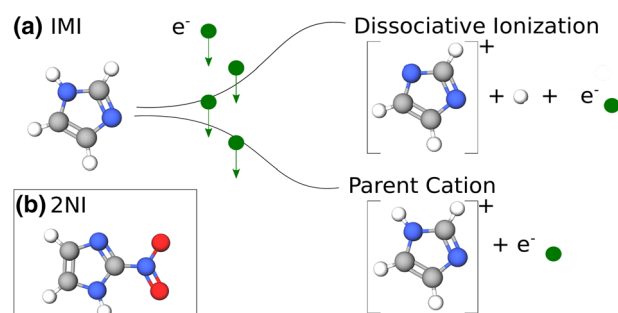 (a) IMI
e-
Dissociative Ionization
+
+ + e-
Parent Cation
+
+ e-
(b) 2NI